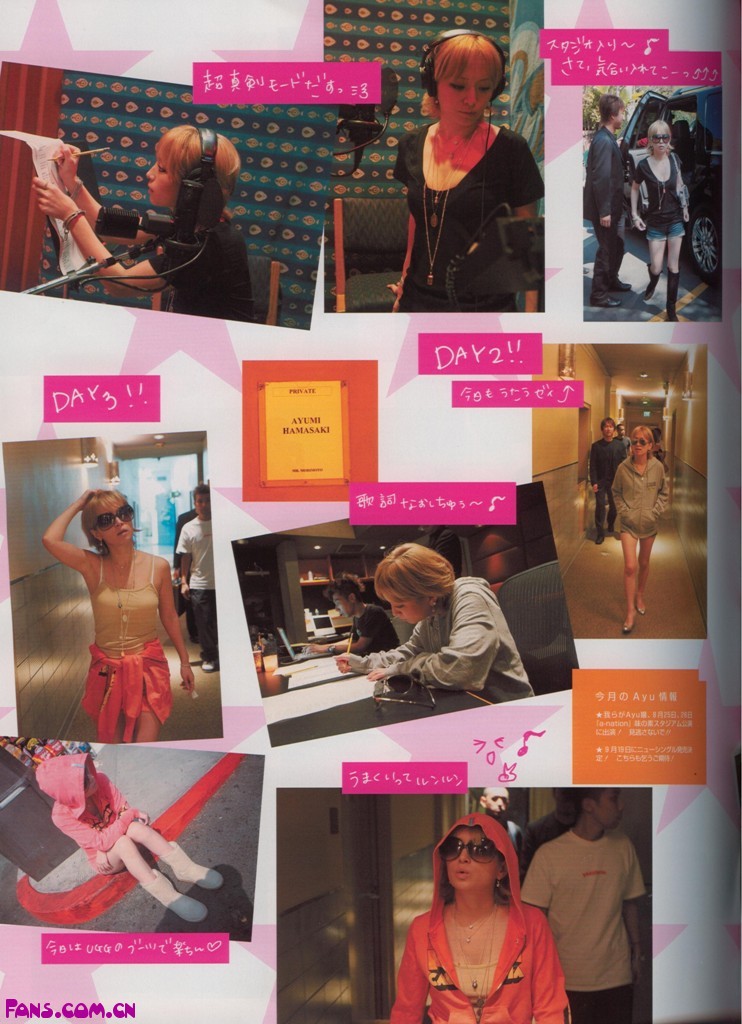 スタジオ入り〜♪
さて、気合い入れてこーっ↑↑↑
超真剣モードだすっ
DAY2!!
今日もうたうゼィ↑
DAY3!!
PRIVATE
AYUMI
HAMASAKI
歌詞なおしちゅう〜♪
今月のAyu情報
★我らがAyu様、8月25日、26日
「a-nation」味の素スタジアム公演
に出演! 見逃さないで!!
★9月19日にニューシングル発売決
定! こちらも乞うご期待!
うまくいってルンルン
今日はUGGのブーツで楽ちん♡
FANS.COM.CN